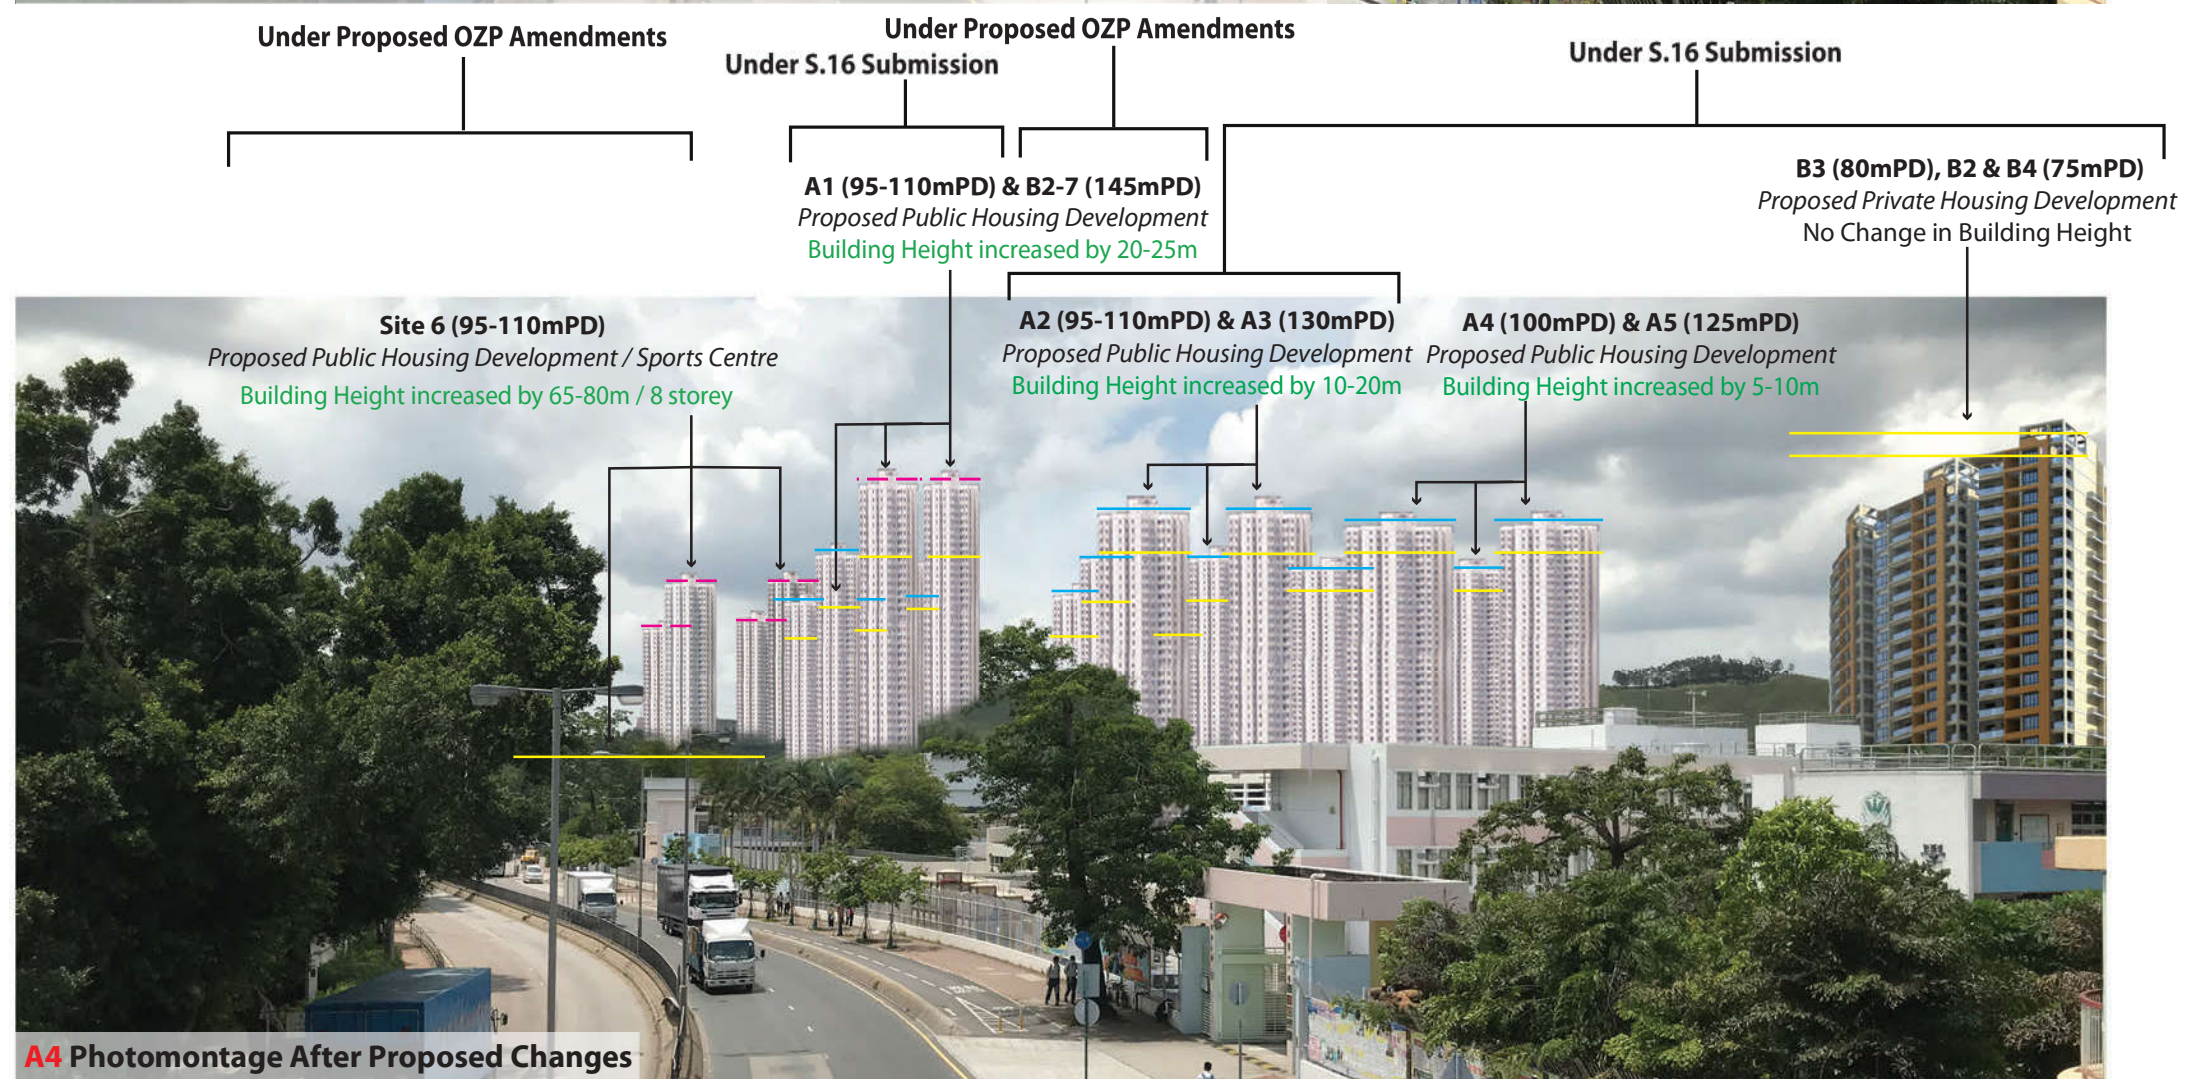 Under Proposed OZP Amendments
Under Proposed OZP Amendments
Under S.16 Submission
Under S.16 Submission
A1 (95-110mPD) & B2-7 (145mPD)
Proposed Public Housing Development
Building Height increased by 20-25m
B3 (80mPD), B2 & B4 (75mPD)
Proposed Private Housing Development
No Change in Building Height
Site 6 (95-110mPD)
Proposed Public Housing Development / Sports Centre
Building Height increased by 65-80m / 8 storey
A2 (95-110mPD) & A3 (130mPD)
Proposed Public Housing Development
Building Height increased by 10-20m
A4 (100mPD) & A5 (125mPD)
Proposed Public Housing Development
Building Height increased by 5-10m
A4 Photomontage After Proposed Changes